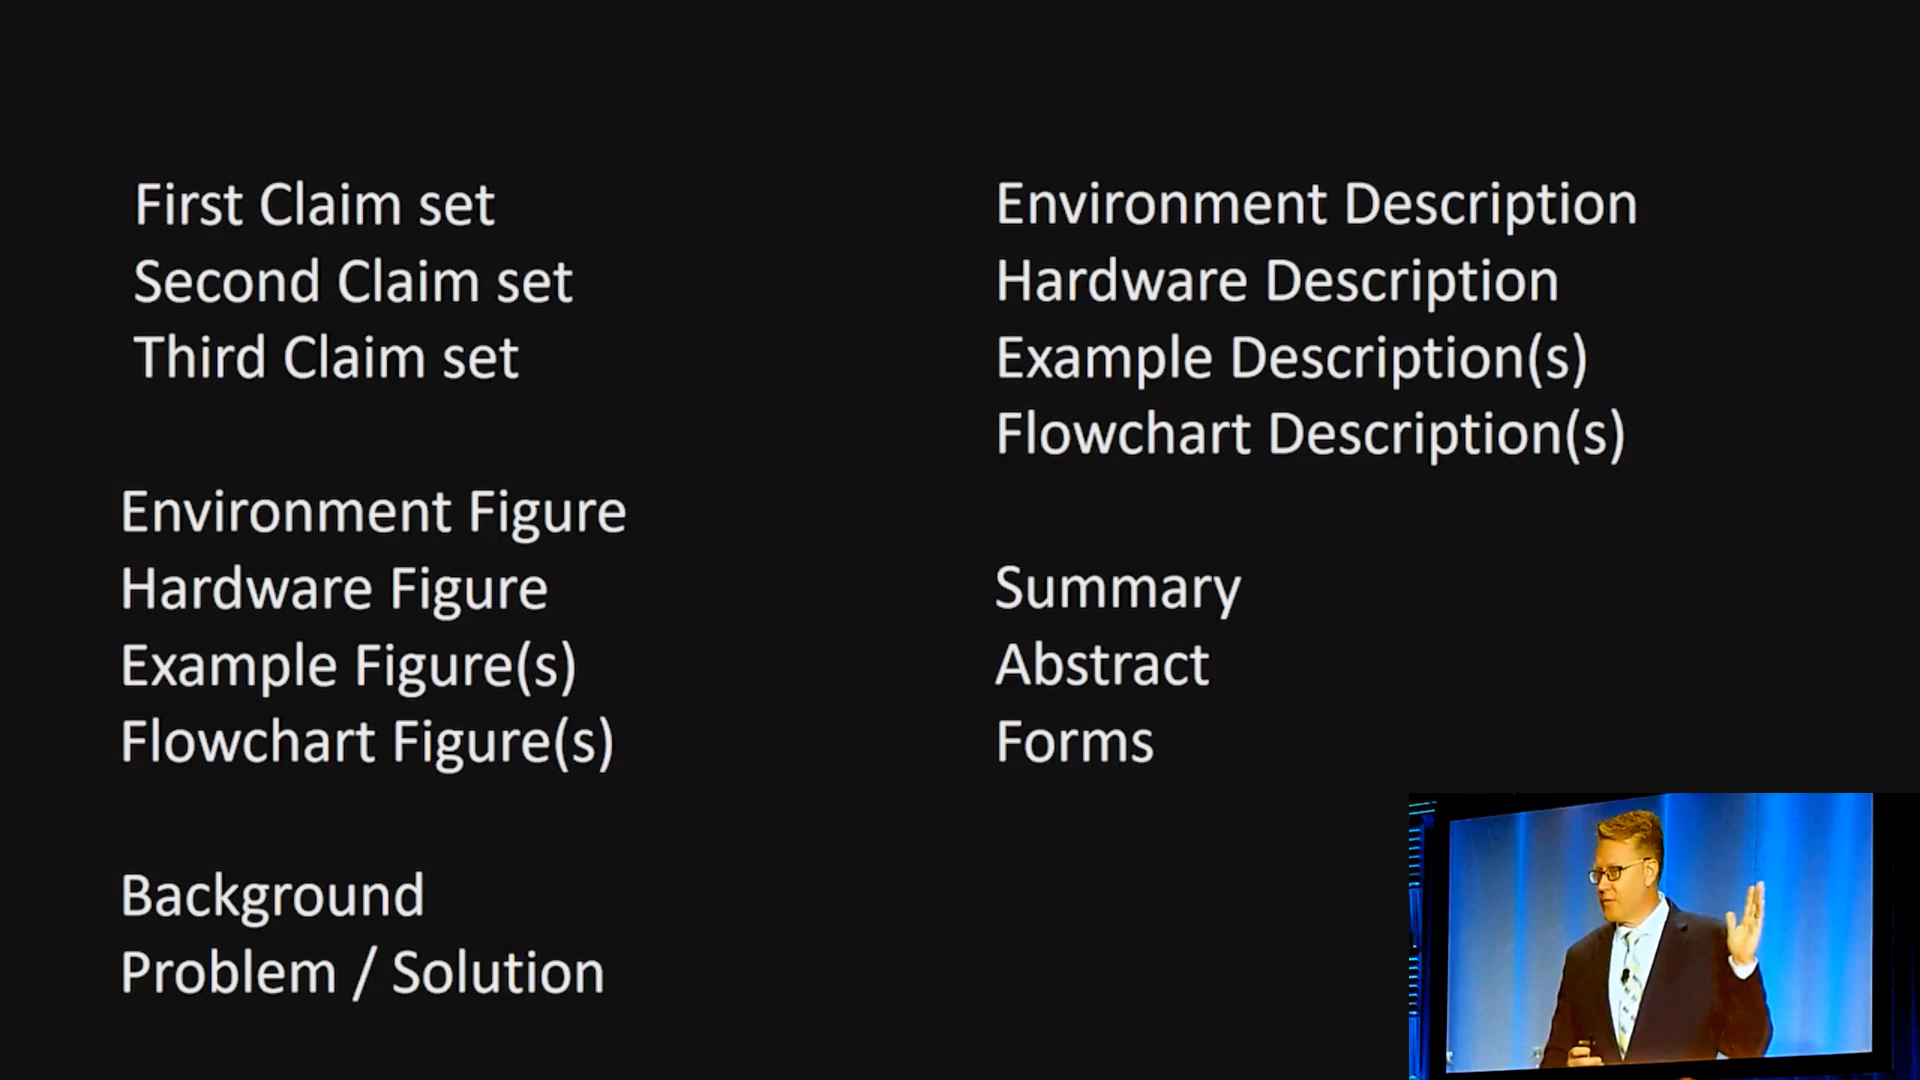 First Claim set
Second Claim set
Third Claim set
Environment Figure
Hardware Figure
Example Figure(s)
Flowchart Figure(s)
Background
Problem / Solution
Environment Description
Hardware Description
Example Description(s)
Flowchart Description(s)
Summary
Abstract
Forms